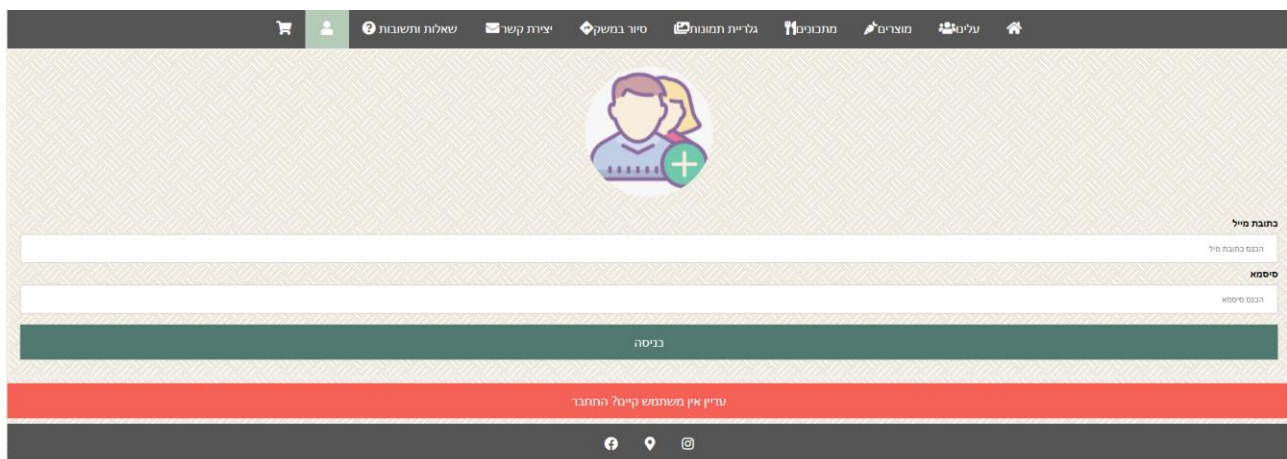 עלינו מוצרים מתכונים גלריית תמונות סיור במשק יצירת קשר שאלות ותשובות
כתובת מייל
הכנס כתובת מיל
סיסמא
הכנס סיסמא
כניסה
עדיין אין משתמש קיים? התחבר